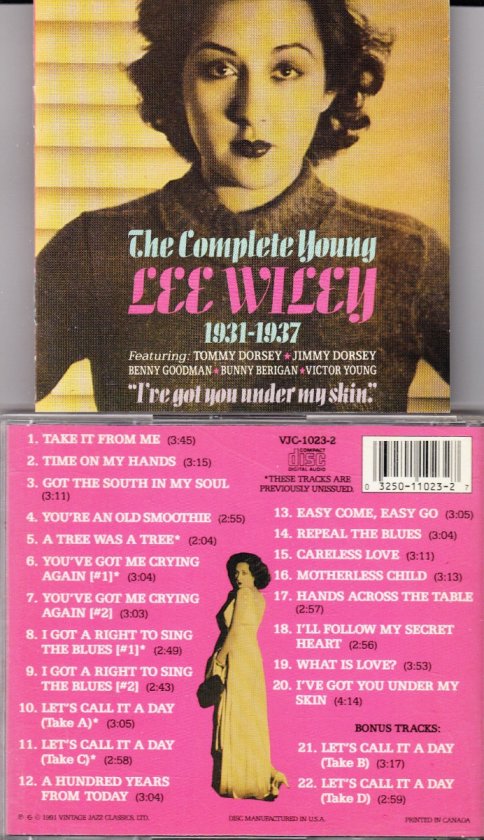 The Complete Young
LEE WILEY
1931-1937
Featuring: TOMMY DORSEY ★ JIMMY DORSEY
BENNY GOODMAN ★ BUNNY BERIGAN ★ VICTOR YOUNG
"I've got you under my skin."
1. TAKE IT FROM ME (3:45)
2. TIME ON MY HANDS (3:15)
3. GOT THE SOUTH IN MY SOUL
(3:11)
4. YOU'RE AN OLD SMOOTHIE (2:55)
5. A TREE WAS A TREE* (2:04)
6. YOU'VE GOT ME CRYING
AGAIN [#1]* (3:04)
7. YOU'VE GOT ME CRYING
AGAIN [#2] (3:03)
8. I GOT A RIGHT TO SING
THE BLUES [#1]* (2:49)
9. I GOT A RIGHT TO SING
THE BLUES [#2] (2:43)
10. LET'S CALL IT A DAY
(Take A)* (3:05)
11. LET'S CALL IT A DAY
(Take C)* (2:58)
12. A HUNDRED YEARS
FROM TODAY (3:04)
VJC-1023-2
COMPACT
disc
DIGITAL AUDIO
*THESE TRACKS ARE
PREVIOUSLY UNISSUED.
0 3250-11023-2 7
13. EASY COME, EASY GO (3:05)
14. REPEAL THE BLUES (3:04)
15. CARELESS LOVE (3:11)
16. MOTHERLESS CHILD (3:13)
17. HANDS ACROSS THE TABLE
(2:57)
18. I'LL FOLLOW MY SECRET
HEART (2:56)
19. WHAT IS LOVE? (3:53)
20. I'VE GOT YOU UNDER MY
SKIN (4:14)
BONUS TRACKS:
21. LET'S CALL IT A DAY
(Take B) (3:17)
22. LET'S CALL IT A DAY
(Take D) (2:59)
℗ © 1991 VINTAGE JAZZ CLASSICS, LTD.
DISC MANUFACTURED IN U.S.A.
PRINTED IN CANADA